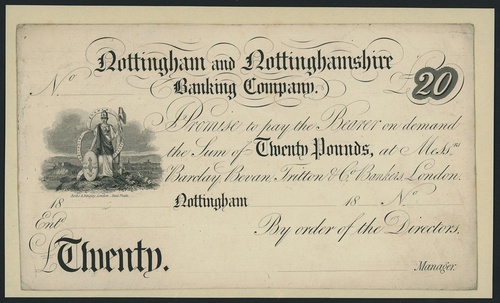 Nottingham and Nottinghamshire
Banking Company.
No
£20
I Promise to pay the Bearer on demand
the Sum of Twenty Pounds, at Messrs
Barclay, Bevan, Tritton & Co. Bankers, London.
18
Nottingham 18 No
Entd
By order of the Directors,
£Twenty.
Manager.